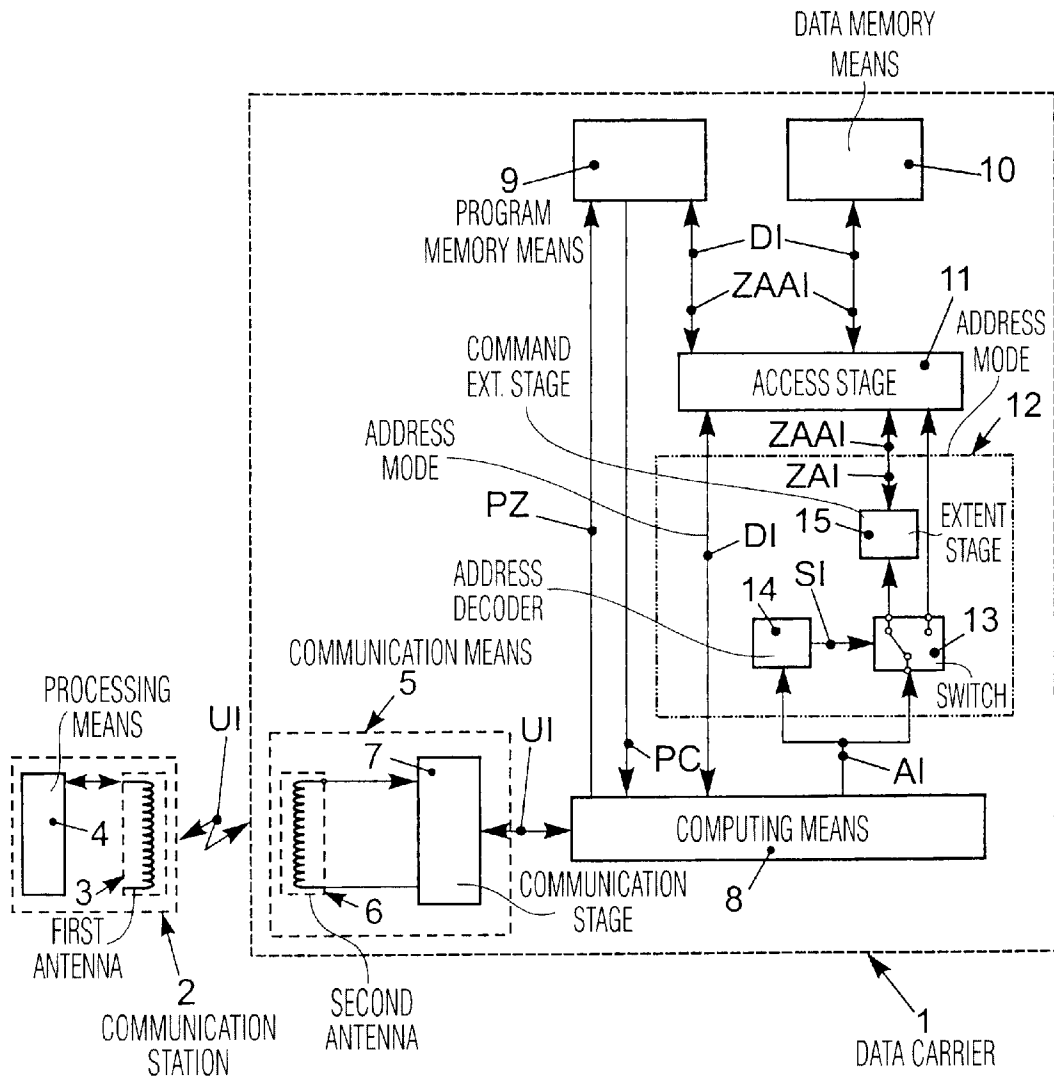 DATA MEMORY
MEANS
9
10
PROGRAM
MEMORY MEANS
DI
ZAAI
11
ADDRESS
MODE
COMMAND
EXT. STAGE
ACCESS STAGE
12
ADDRESS
MODE
ZAAI
ZAI
PZ
15
EXTENT
STAGE
DI
ADDRESS
DECODER
14
SI
13
SWITCH
COMMUNICATION MEANS
5
PROCESSING
MEANS
UI
7
UI
PC
AI
4
3
COMPUTING MEANS
8
6
COMMUNICATION
STAGE
FIRST
ANTENNA
2
COMMUNICATION
STATION
SECOND
ANTENNA
1
DATA CARRIER